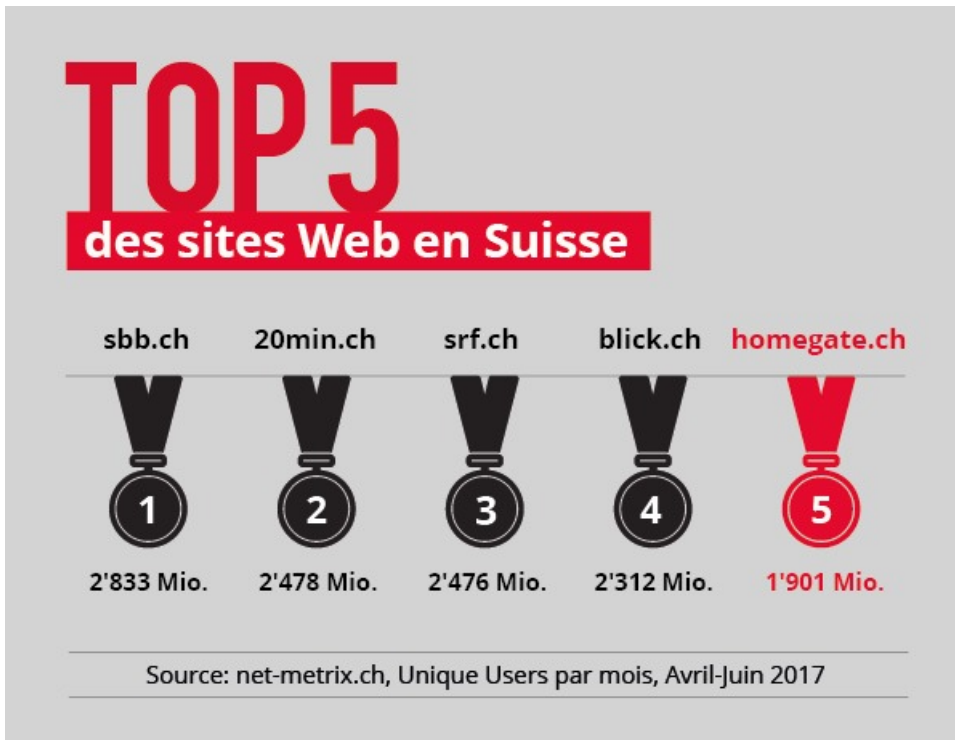 TOP 5
des sites Web en Suisse
sbb.ch 20min.ch srf.ch blick.ch homegate.ch
1 2 3 4 5
2'833 Mio. 2'478 Mio. 2'476 Mio. 2'312 Mio. 1'901 Mio.
Source: net-metrix.ch, Unique Users par mois, Avril-Juin 2017